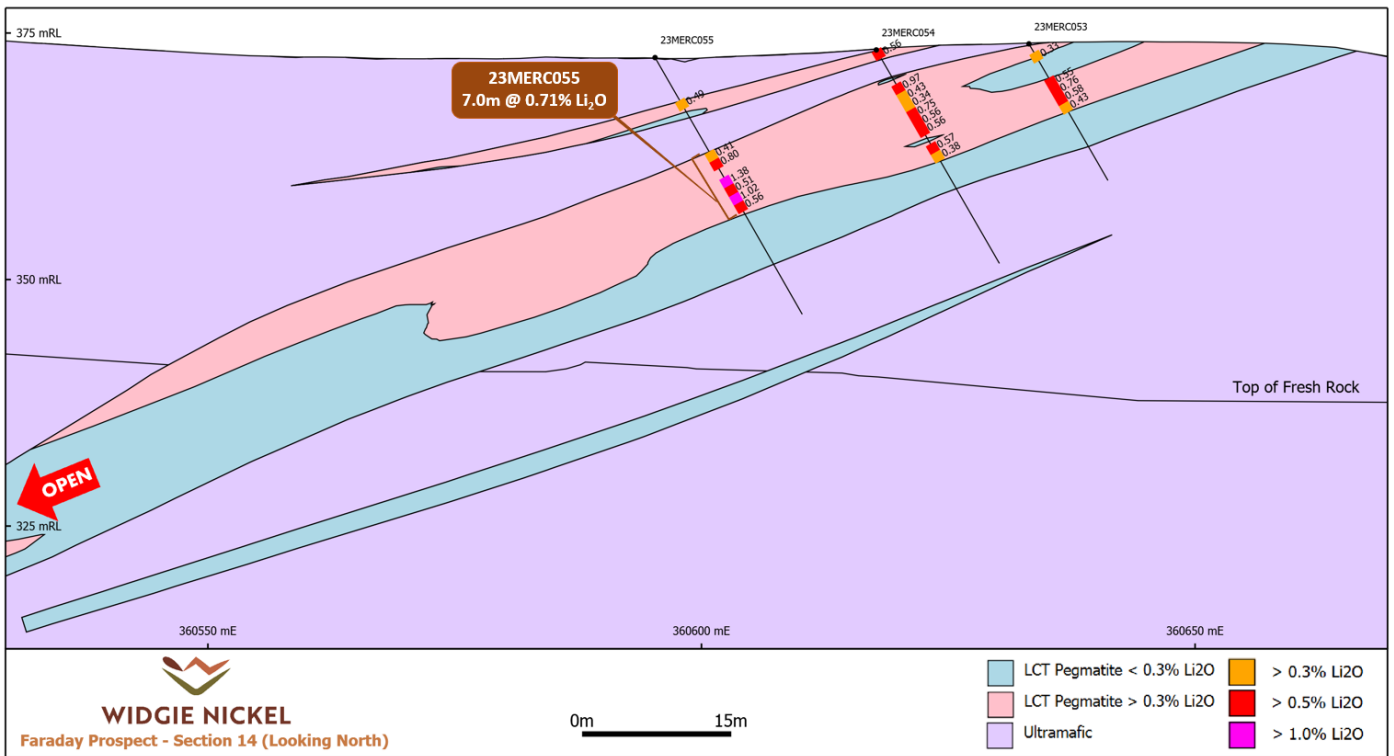 375 mRL
23MERC055
23MERC054
23MERC053
0.56
0.33
23MERC055
7.0m @ 0.71% Li₂O
0.49
0.97
0.43
0.34
0.75
0.56
0.56
0.57
0.38
0.55
0.76
0.58
0.43
0.41
0.80
1.38
0.51
1.02
0.56
350 mRL
Top of Fresh Rock
OPEN
325 mRL
360550 mE
360600 mE
360650 mE
WIDGIE NICKEL
Faraday Prospect - Section 14 (Looking North)
0m
15m
LCT Pegmatite < 0.3% Li2O
> 0.3% Li2O
LCT Pegmatite > 0.3% Li2O
> 0.5% Li2O
Ultramafic
> 1.0% Li2O